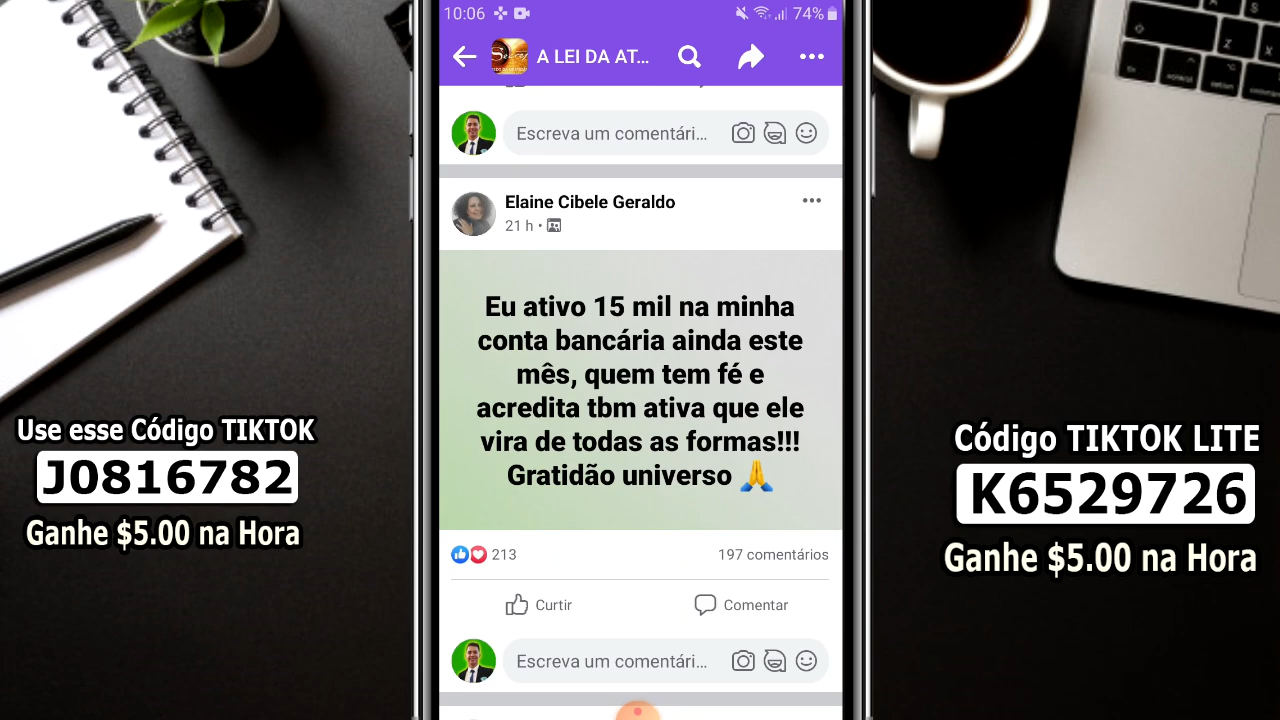 10:06
74%
A LEI DA AT...
Escreva um comentári...
Elaine Cibele Geraldo
21 h •
Eu ativo 15 mil na minha
conta bancária ainda este
mês, quem tem fé e
acredita tbm ativa que ele
vira de todas as formas!!!
Gratidão universo 🙏
213
197 comentários
Curtir
Comentar
Escreva um comentári...
Use esse Código TIKTOK
J0816782
Ganhe $5.00 na Hora
Código TIKTOK LITE
K6529726
Ganhe $5.00 na Hora